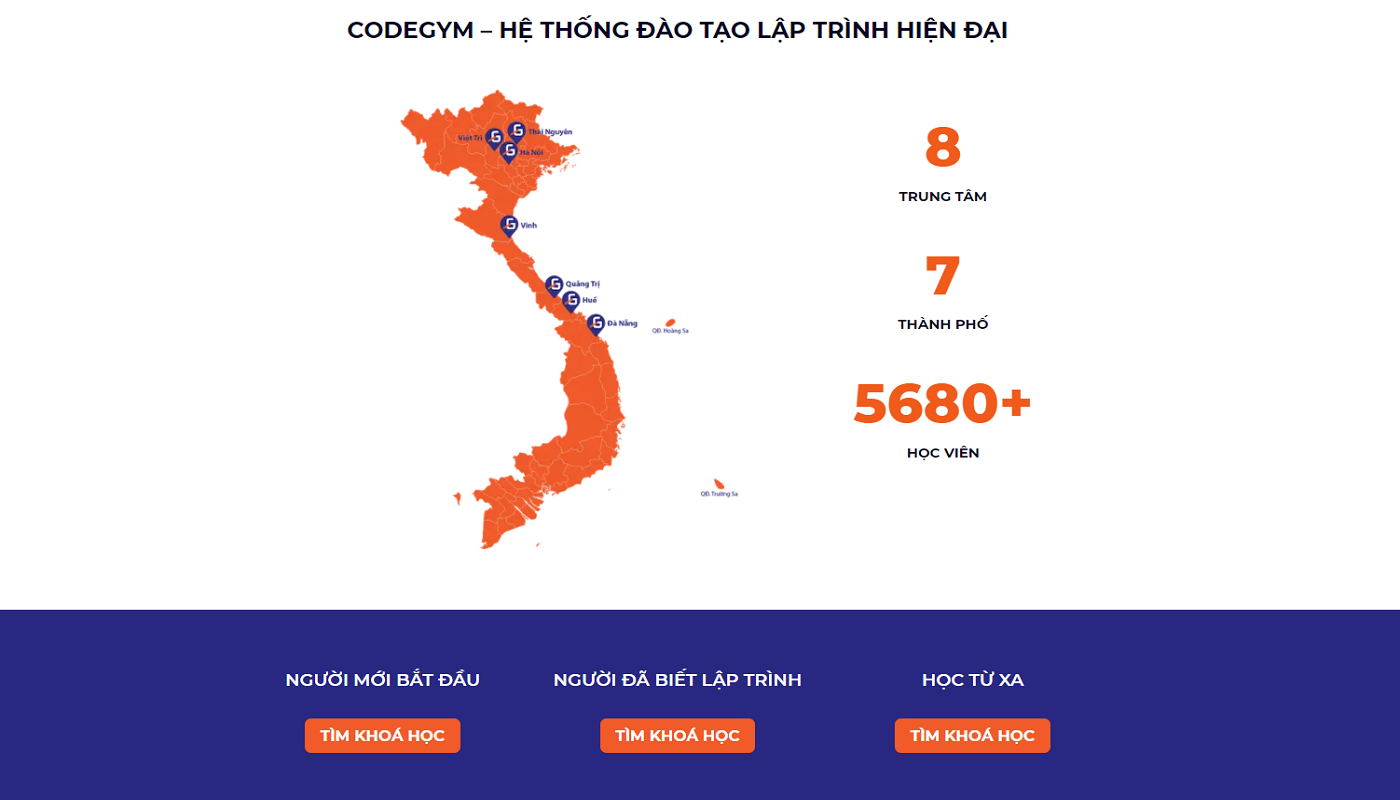 CODEGYM – HỆ THỐNG ĐÀO TẠO LẬP TRÌNH HIỆN ĐẠI
Việt Trì
Thái Nguyên
Hà Nội
Vinh
Quảng Trị
Huế
Đà Nẵng
QĐ. Hoàng Sa
QĐ. Trường Sa
8
TRUNG TÂM
7
THÀNH PHỐ
5680+
HỌC VIÊN
NGƯỜI MỚI BẮT ĐẦU
TÌM KHOÁ HỌC
NGƯỜI ĐÃ BIẾT LẬP TRÌNH
TÌM KHOÁ HỌC
HỌC TỪ XA
TÌM KHOÁ HỌC